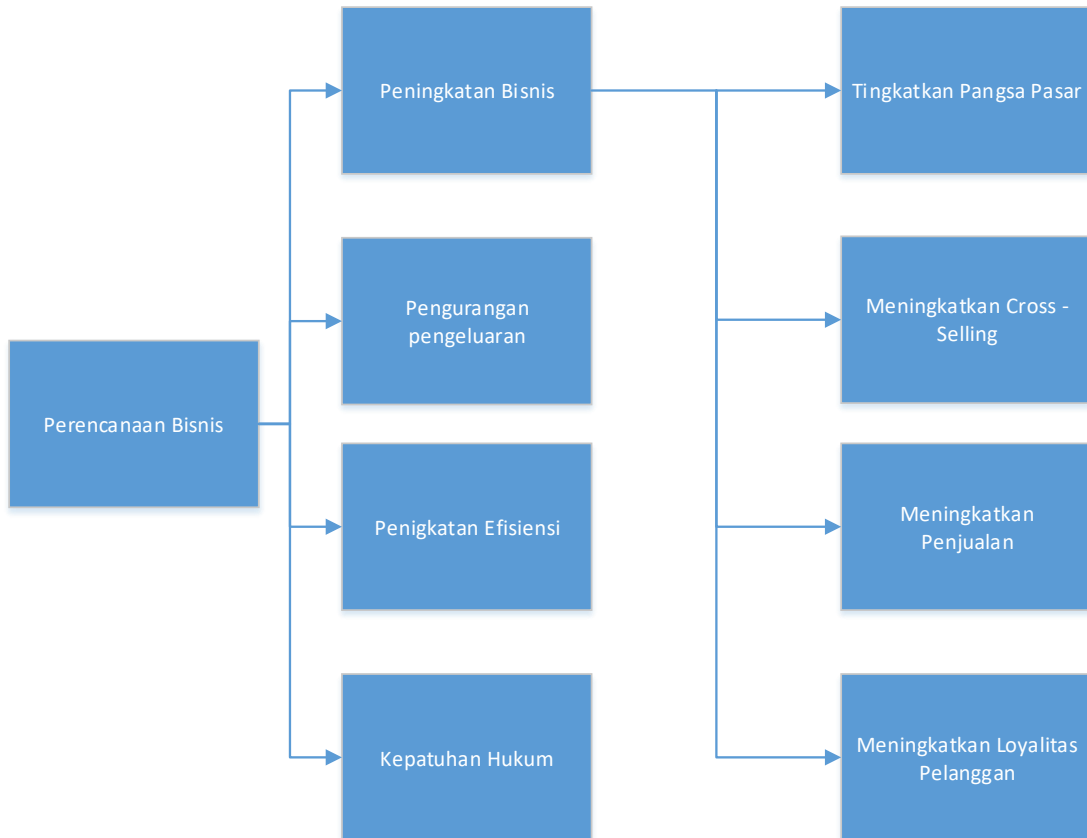 Peningkatan Bisnis
Tingkatkan Pangsa Pasar
Pengurangan
pengeluaran
Meningkatkan Cross -
Selling
Perencanaan Bisnis
Penigkatan Efisiensi
Meningkatkan
Penjualan
Kepatuhan Hukum
Meningkatkan Loyalitas
Pelanggan